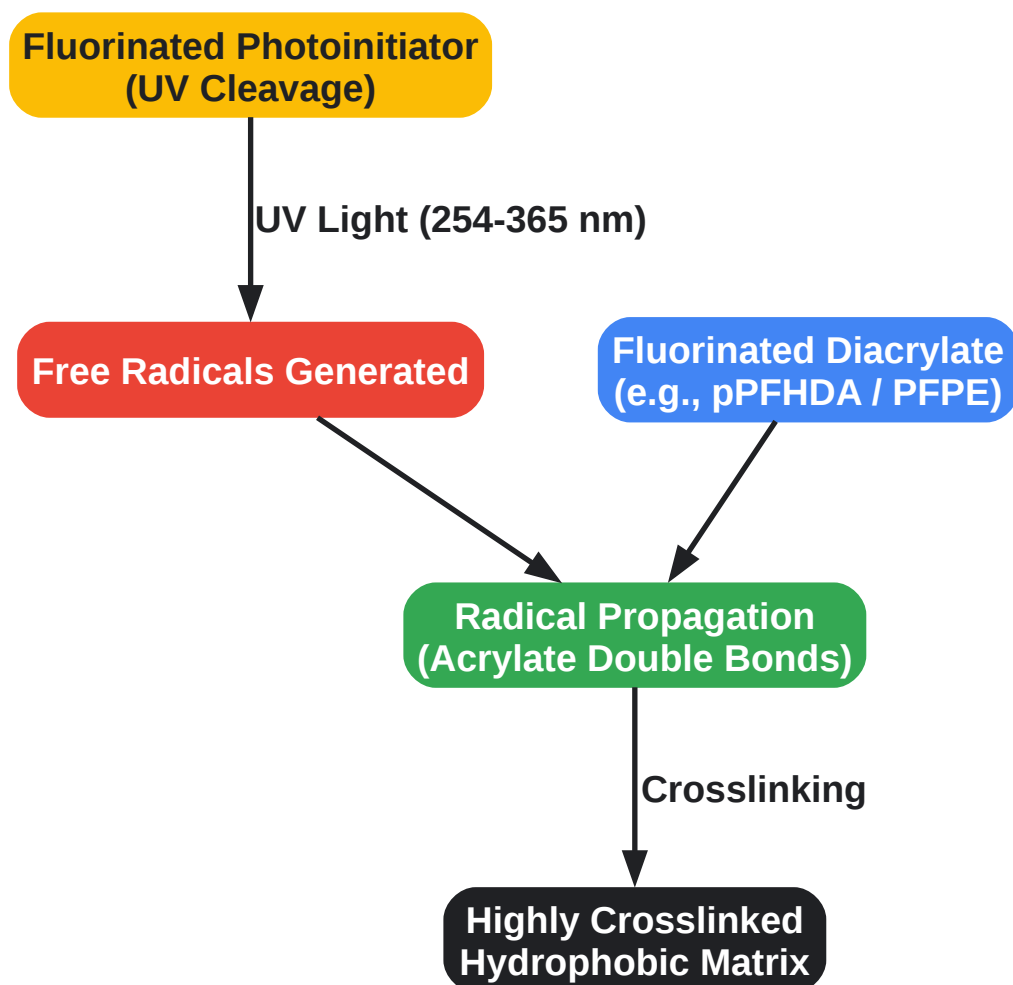 Fluorinated Photoinitiator
(UV Cleavage)
UV Light (254-365 nm)
Free Radicals Generated
Fluorinated Diacrylate
(e.g., pPFHDA / PFPE)
Radical Propagation
(Acrylate Double Bonds)
Crosslinking
Highly Crosslinked
Hydrophobic Matrix